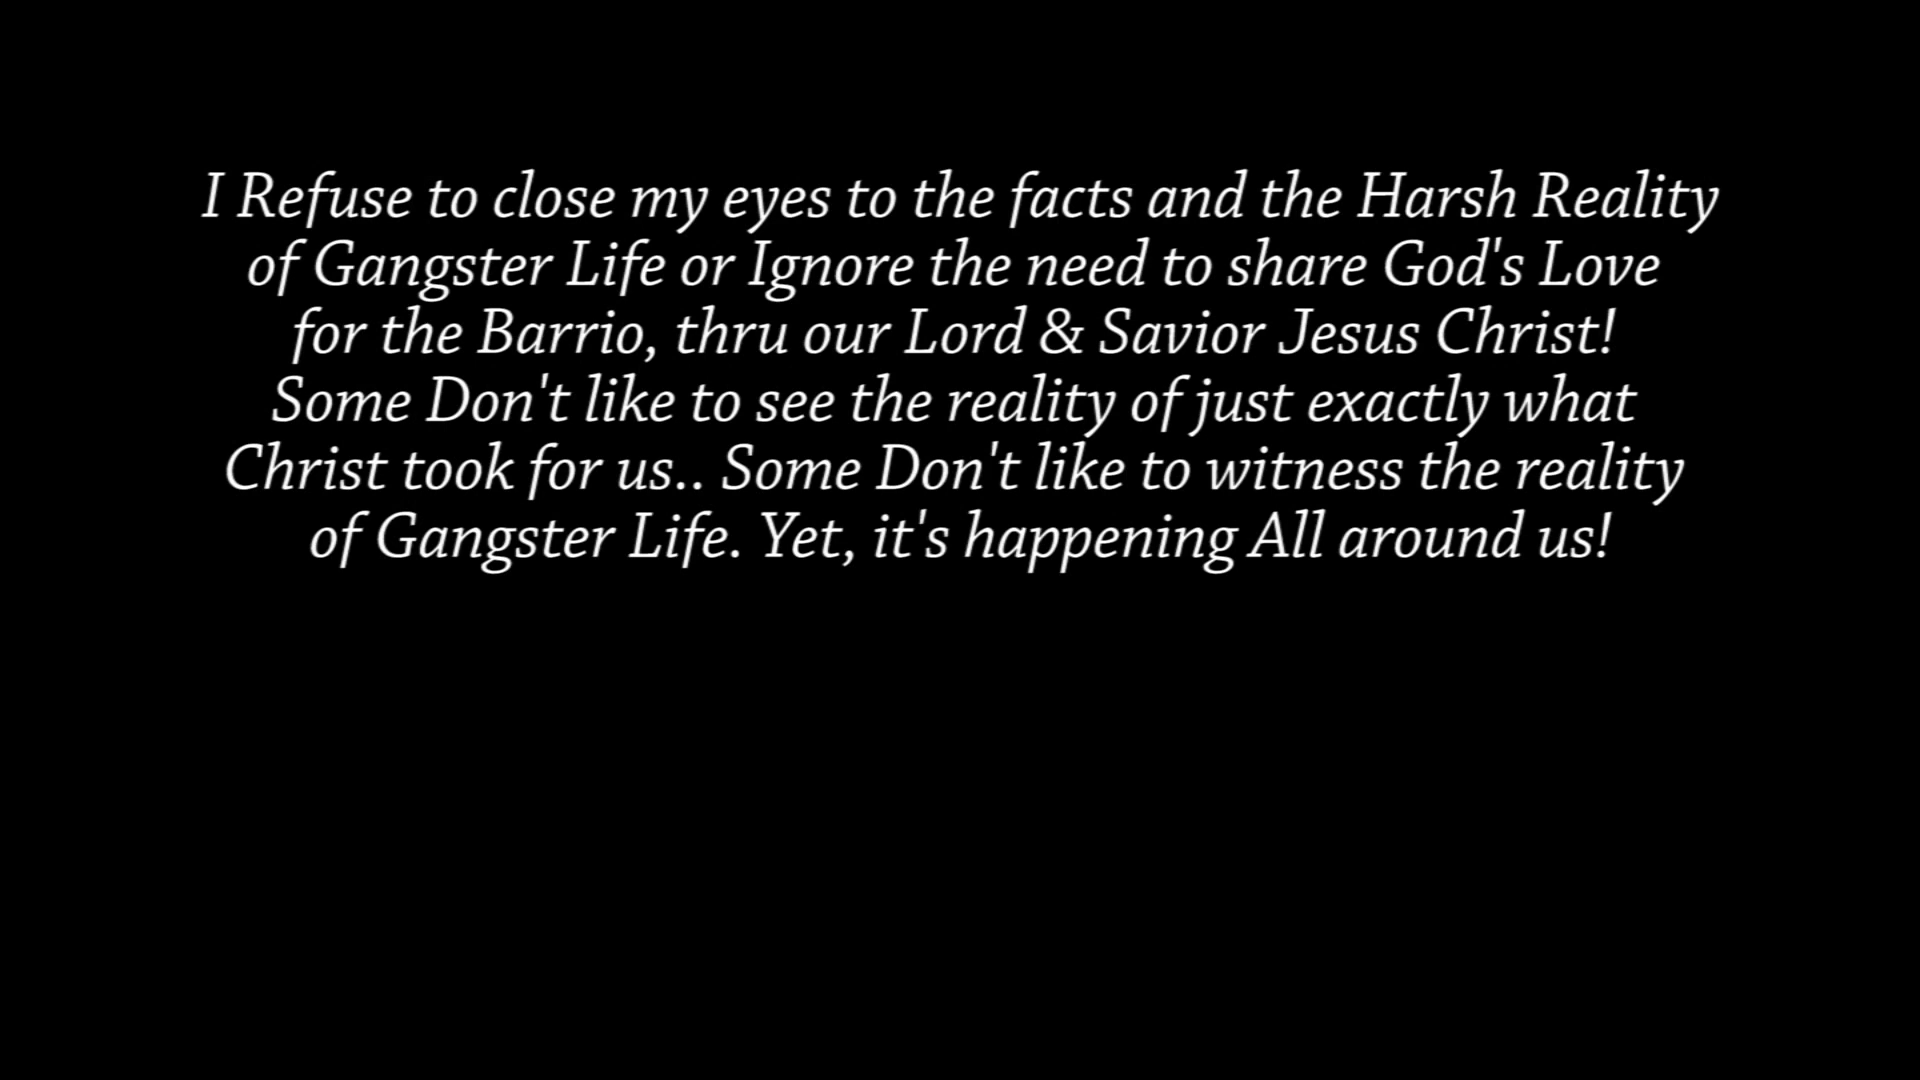 I Refuse to close my eyes to the facts and the Harsh Reality
of Gangster Life or Ignore the need to share God's Love
for the Barrio, thru our Lord & Savior Jesus Christ!
Some Don't like to see the reality of just exactly what
Christ took for us.. Some Don't like to witness the reality
of Gangster Life. Yet, it's happening All around us!